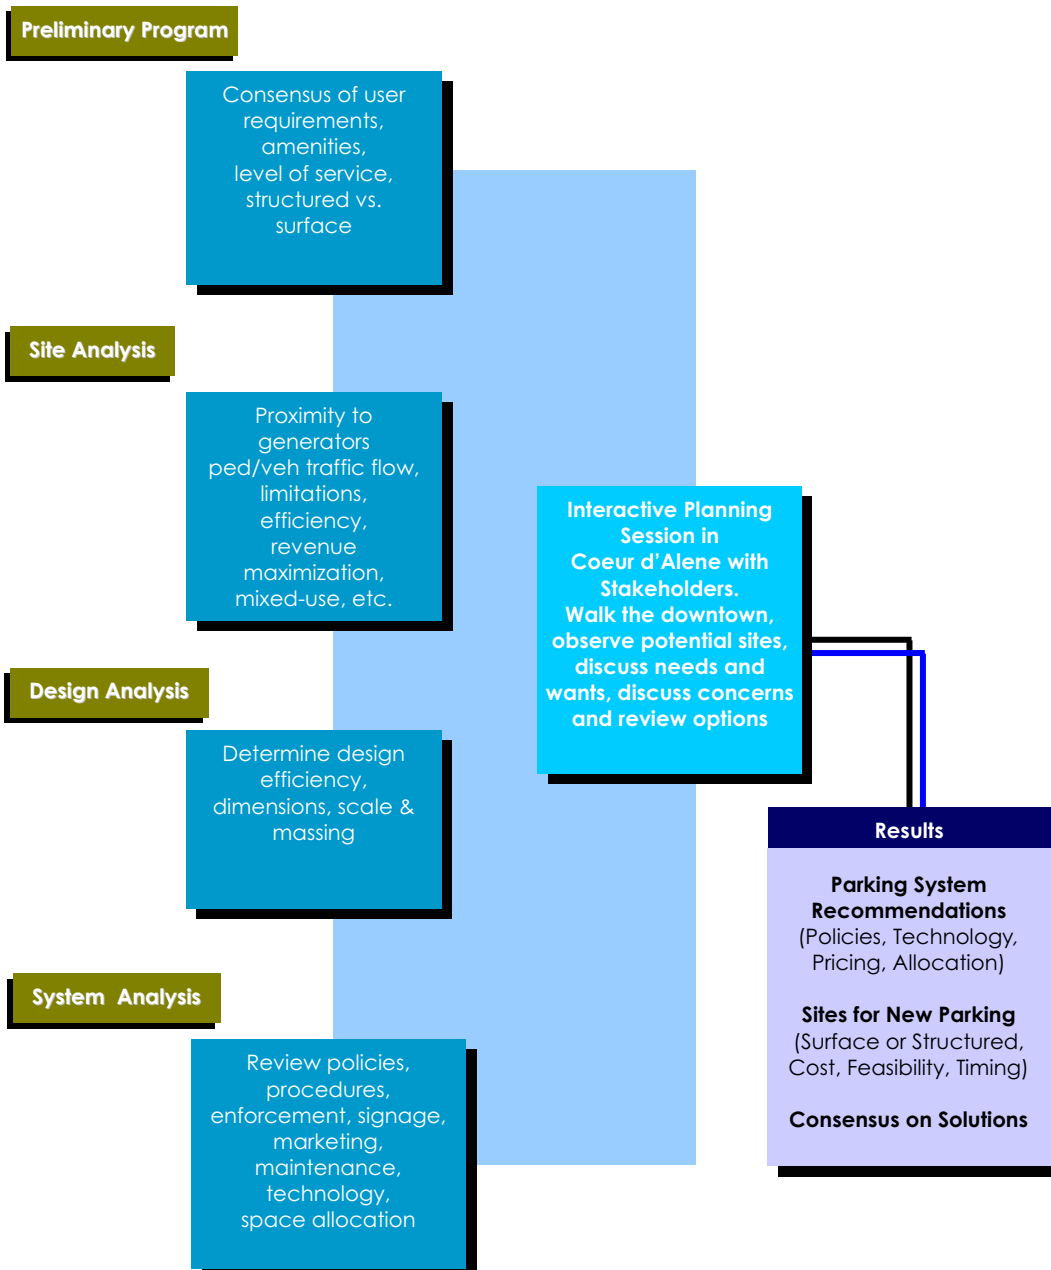 Preliminary Program
Consensus of user
requirements,
amenities,
level of service,
structured vs.
surface
Site Analysis
Proximity to
generators
ped/veh traffic flow,
limitations,
efficiency,
revenue
maximization,
mixed-use, etc.
Design Analysis
Determine design
efficiency,
dimensions, scale &
massing
System Analysis
Review policies,
procedures,
enforcement, signage,
marketing,
maintenance,
technology,
space allocation
Interactive Planning
Session in
Coeur d'Alene with
Stakeholders.
Walk the downtown,
observe potential sites,
discuss needs and
wants, discuss concerns
and review options
Results
Parking System
Recommendations
(Policies, Technology,
Pricing, Allocation)
Sites for New Parking
(Surface or Structured,
Cost, Feasibility, Timing)
Consensus on Solutions